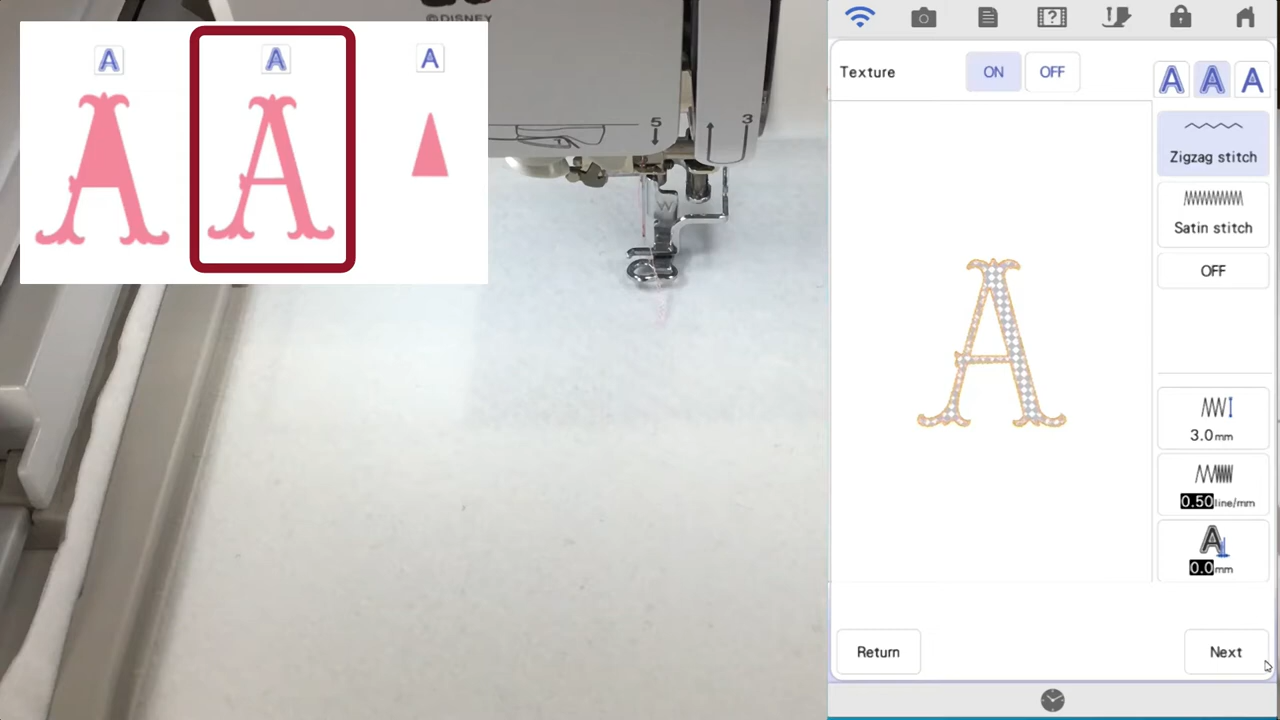 ©DISNEY
A A A
A A
5
3
W
Texture
ON
OFF
A A A
Zigzag stitch
Satin stitch
OFF
3.0mm
0.50line/mm
A
0.0mm
A
Return
Next